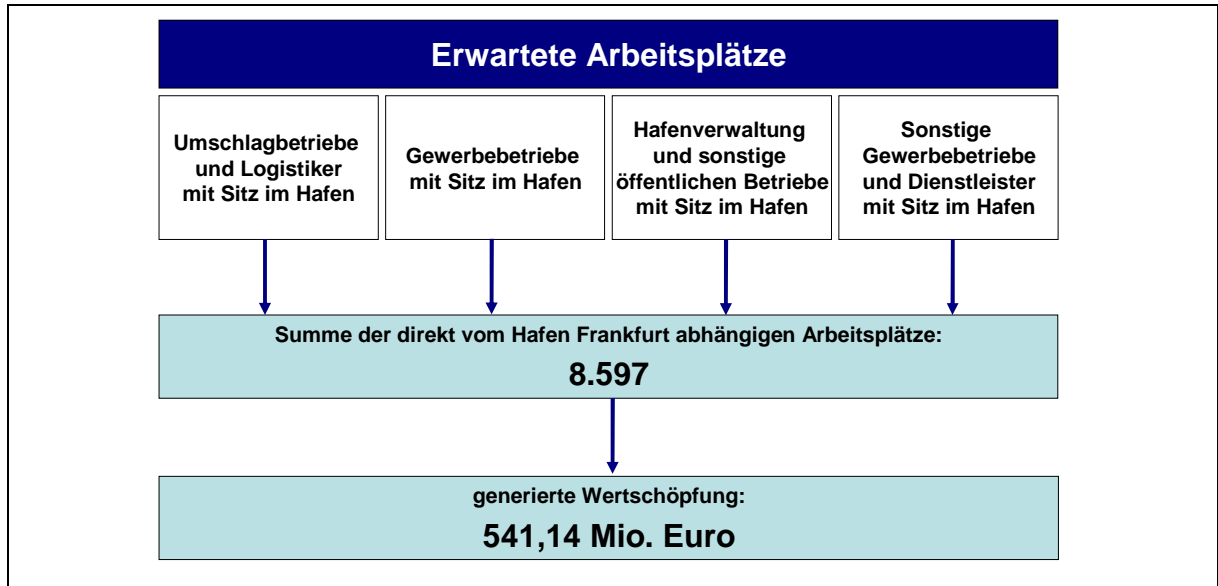 Erwartete Arbeitsplätze
Umschlagbetriebe
und Logistiker
mit Sitz im Hafen
Gewerbebetriebe
mit Sitz im Hafen
Hafenverwaltung
und sonstige
öffentlichen Betriebe
mit Sitz im Hafen
Sonstige
Gewerbebetriebe
und Dienstleister
mit Sitz im Hafen
Summe der direkt vom Hafen Frankfurt abhängigen Arbeitsplätze:
8.597
generierte Wertschöpfung:
541,14 Mio. Euro